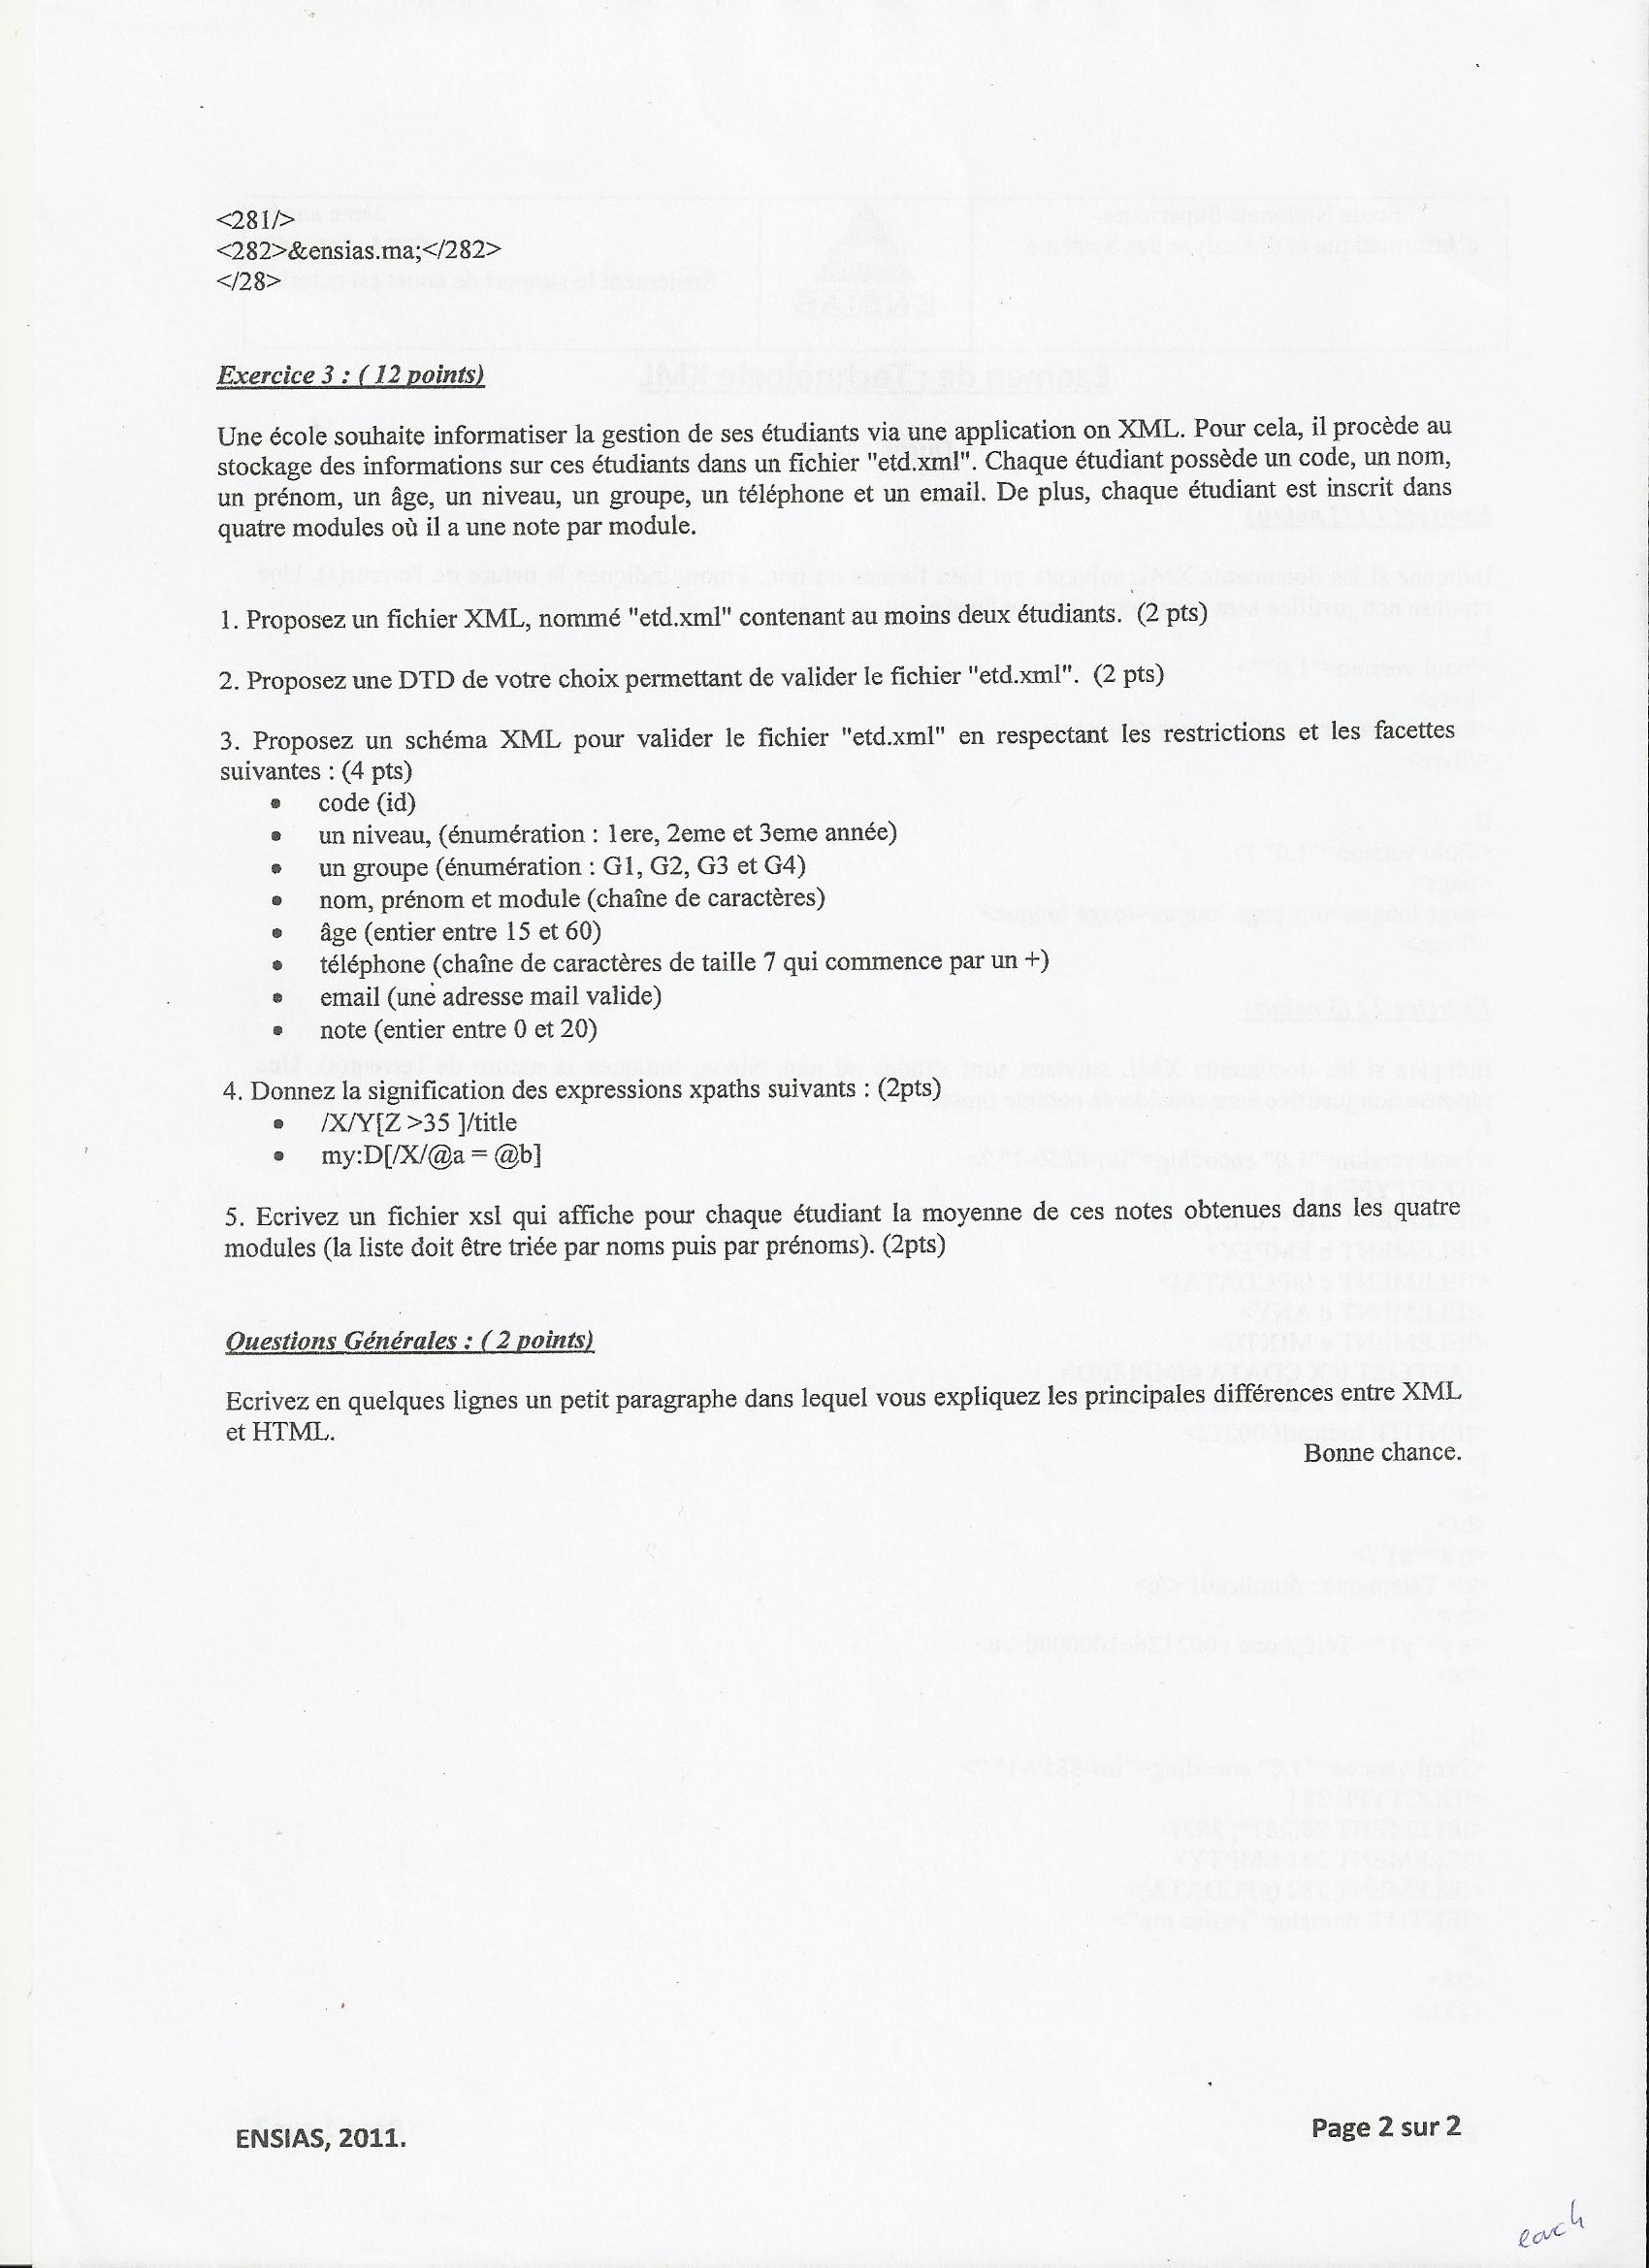 <281/>
<282>&ensias.ma;</282>
</28>
Exercice 3 : ( 12 points)
Une école souhaite informatiser la gestion de ses étudiants via une application on XML. Pour cela, il procède au
stockage des informations sur ces étudiants dans un fichier "etd.xml". Chaque étudiant possède un code, un nom,
un prénom, un âge, un niveau, un groupe, un téléphone et un email. De plus, chaque étudiant est inscrit dans
quatre modules où il a une note par module.
1. Proposez un fichier XML, nommé "etd.xml" contenant au moins deux étudiants. (2 pts)
2. Proposez une DTD de votre choix permettant de valider le fichier "etd.xml". (2 pts)
3. Proposez un schéma XML pour valider le fichier "etd.xml" en respectant les restrictions et les facettes
suivantes : (4 pts)
• code (id)
• un niveau, (énumération : 1ere, 2eme et 3eme année)
• un groupe (énumération : G1, G2, G3 et G4)
• nom, prénom et module (chaîne de caractères)
• âge (entier entre 15 et 60)
• téléphone (chaîne de caractères de taille 7 qui commence par un +)
• email (une adresse mail valide)
• note (entier entre 0 et 20)
4. Donnez la signification des expressions xpaths suivants : (2pts)
• /X/Y[Z >35 ]/title
• my:D[/X/@a = @b]
5. Ecrivez un fichier xsl qui affiche pour chaque étudiant la moyenne de ces notes obtenues dans les quatre
modules (la liste doit être triée par noms puis par prénoms). (2pts)
Questions Générales : ( 2 points)
Ecrivez en quelques lignes un petit paragraphe dans lequel vous expliquez les principales différences entre XML
et HTML.
Bonne chance.
ENSIAS, 2011.
Page 2 sur 2
each